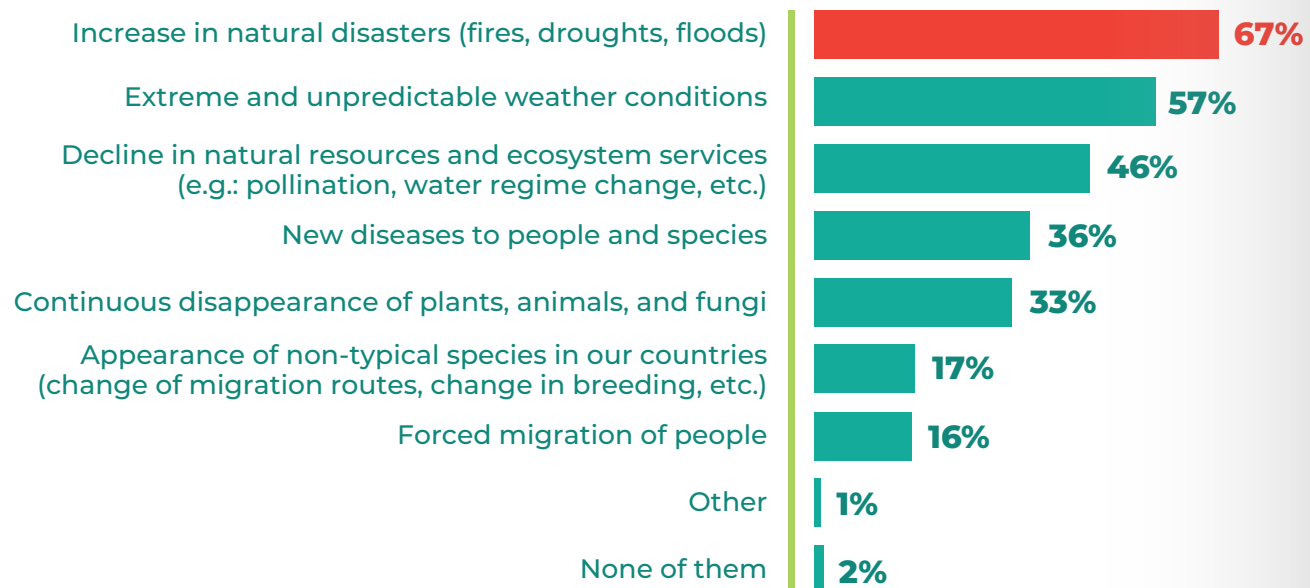 Increase in natural disasters (fires, droughts, floods)
67%
Extreme and unpredictable weather conditions
57%
Decline in natural resources and ecosystem services
(e.g.: pollination, water regime change, etc.)
46%
New diseases to people and species
36%
Continuous disappearance of plants, animals, and fungi
33%
Appearance of non-typical species in our countries
(change of migration routes, change in breeding, etc.)
17%
Forced migration of people
16%
Other
1%
None of them
2%